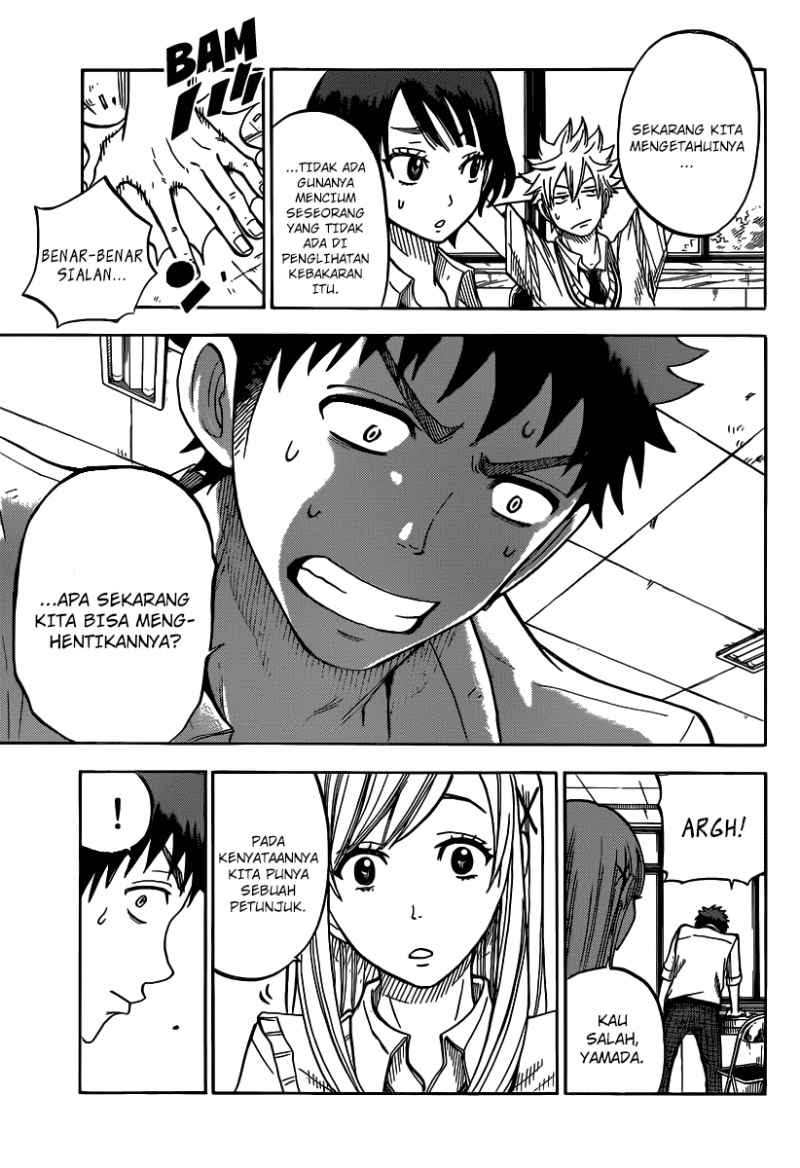 SEKARANG KITA
MENGETAHUINYA
...
...TIDAK ADA
GUNANYA
MENCIUM
SESEORANG
YANG TIDAK
ADA DI
PENGLIHATAN
KEBAKARAN
ITU.
BAM
BENAR-BENAR
SIALAN...
...APA SEKARANG
KITA BISA MENG-
HENTIKANNYA?
ARGH!
KAU
SALAH,
YAMADA.
PADA
KENYATAANNYA
KITA PUNYA
SEBUAH
PETUNJUK.
!